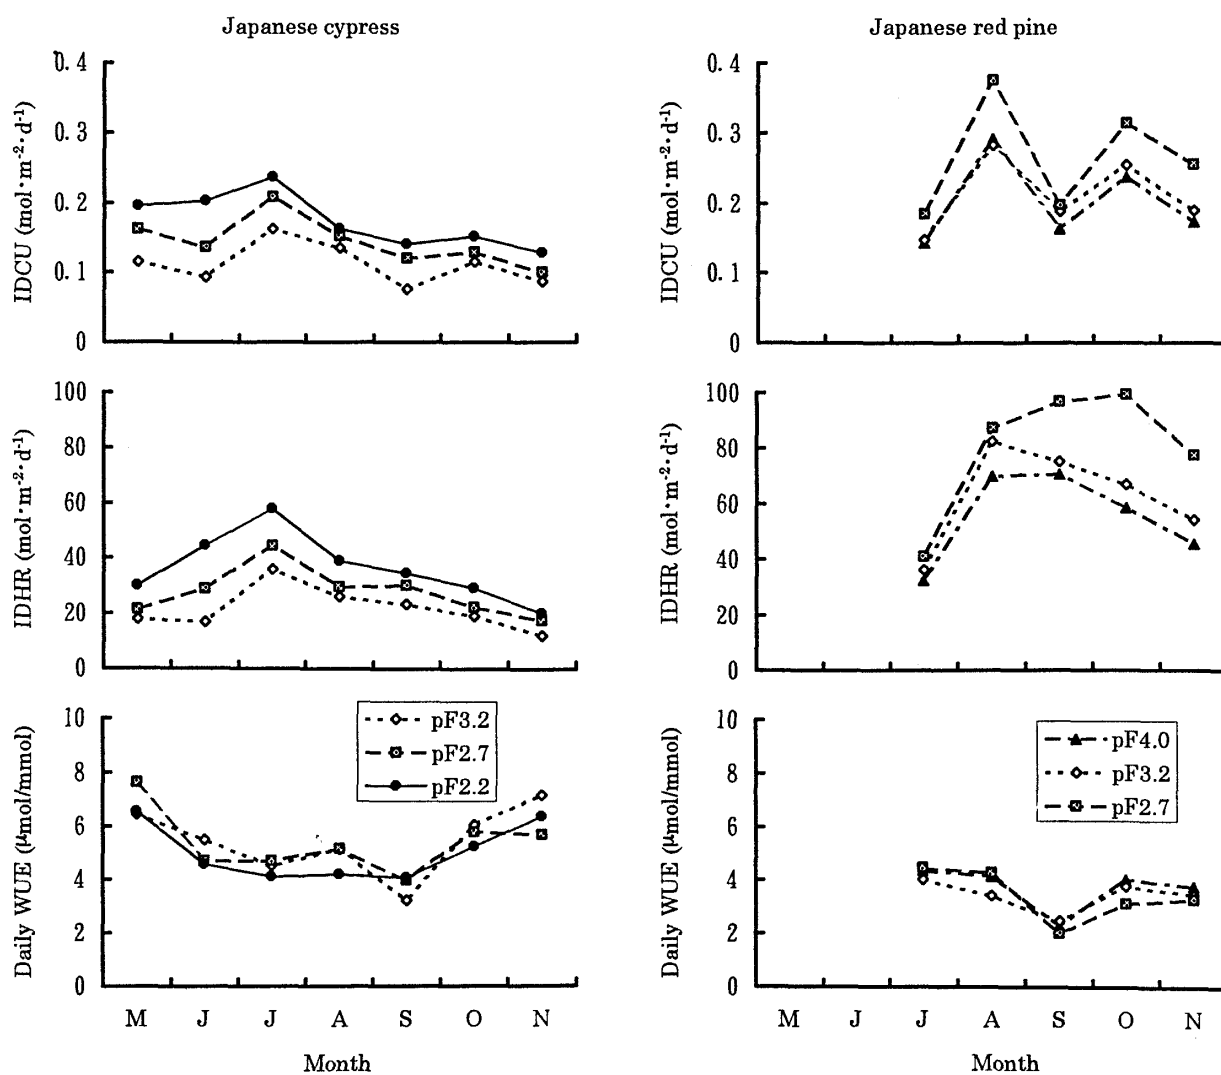 Japanese cypress
IDCU (mol·m-2·d-1)
0.4
0.3
0.2
0.1
0
Japanese red pine
IDCU (mol·m-2·d-1)
0.4
0.3
0.2
0.1
0
IDHR (mol·m-2·d-1)
100
80
60
40
20
0
IDHR (mol·m-2·d-1)
100
80
60
40
20
0
Daily WUE (μmol/mmol)
10
8
6
4
2
0
pF3.2
pF2.7
pF2.2
M J J A S O N
Month
Daily WUE (μmol/mmol)
10
8
6
4
2
0
pF4.0
pF3.2
pF2.7
M J J A S O N
Month